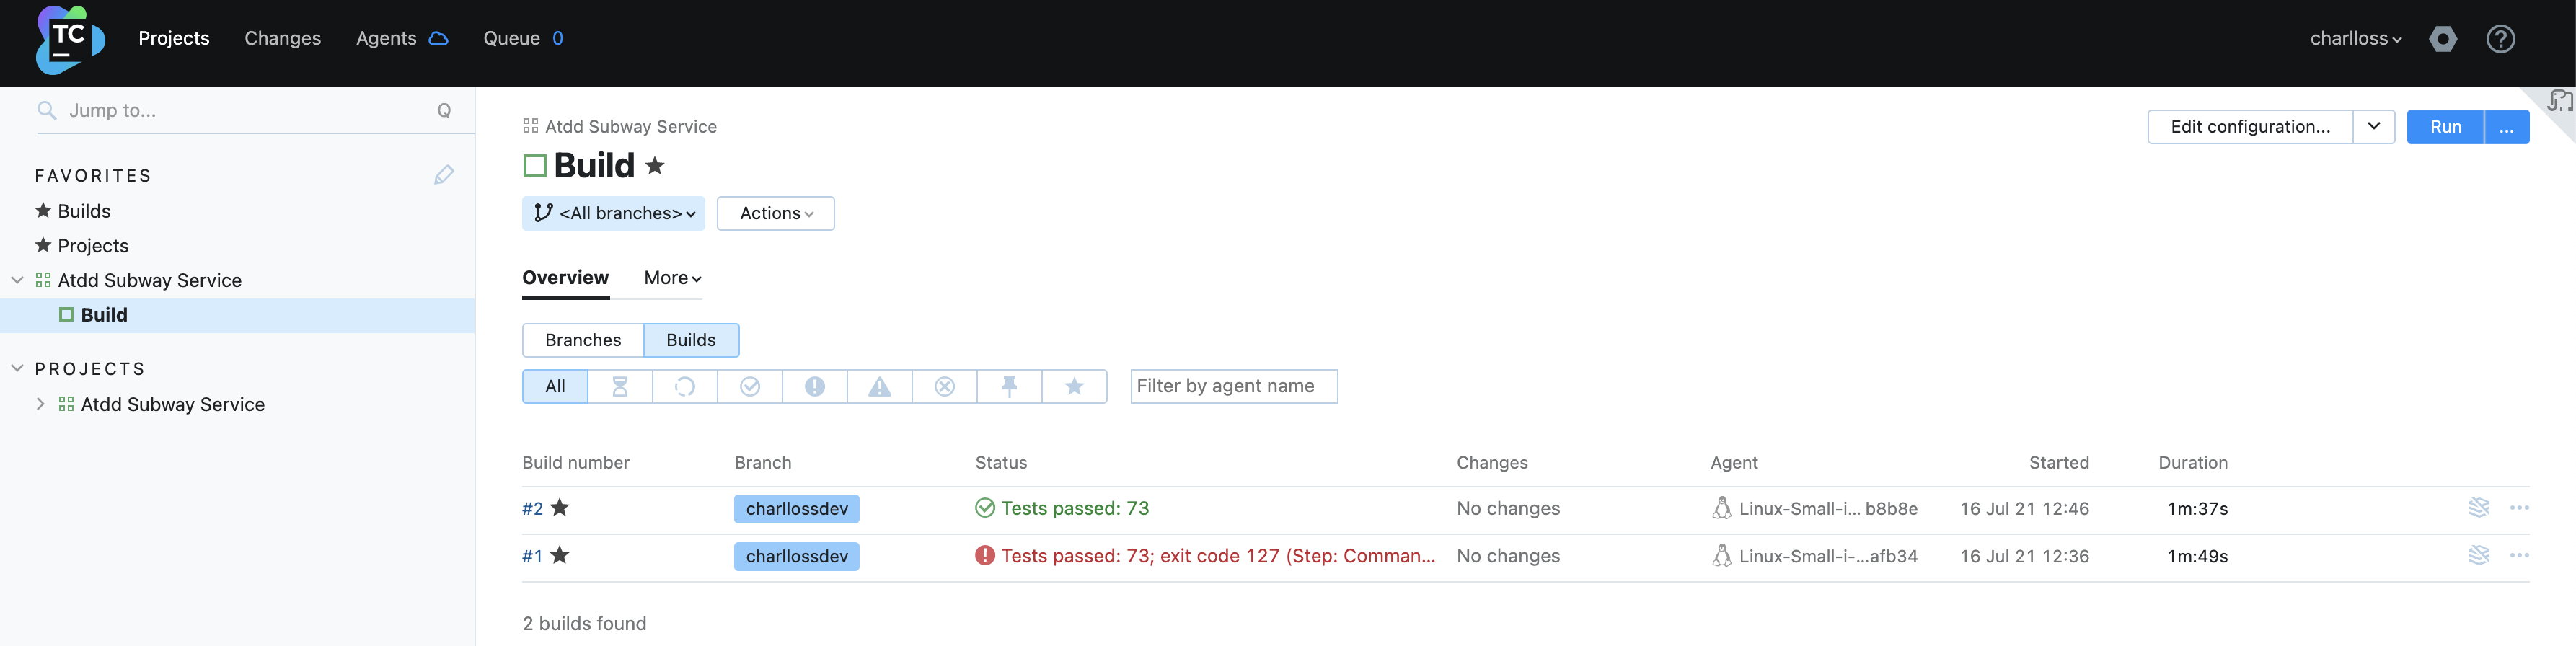 TC
Projects Changes Agents Queue 0 charlloss
Jump to... Q
FAVORITES
Builds
Projects
Atdd Subway Service
Build
PROJECTS
Atdd Subway Service
Atdd Subway Service
Edit configuration... Run ...
Build
<All branches> Actions
Overview More
Branches Builds
All Filter by agent name
Build number Branch Status Changes Agent Started Duration
#2 charllossdev Tests passed: 73 No changes Linux-Small-i... b8b8e 16 Jul 21 12:46 1m:37s
#1 charllossdev Tests passed: 73; exit code 127 (Step: Comman... No changes Linux-Small-i-...afb34 16 Jul 21 12:36 1m:49s
2 builds found